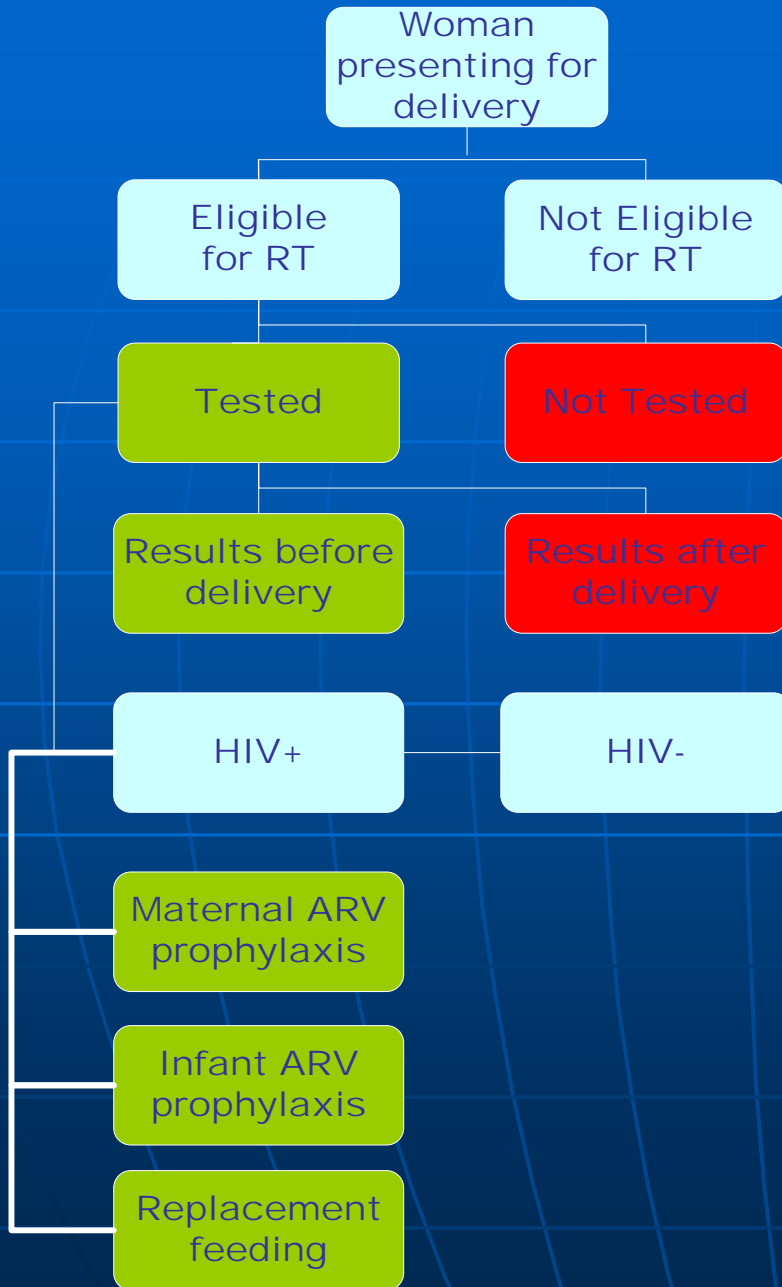 Woman
presenting for
delivery
Eligible
for RT
Not Eligible
for RT
Tested
Not Tested
Results before
delivery
Results after
delivery
HIV+
HIV-
Maternal ARV
prophylaxis
Infant ARV
prophylaxis
Replacement
feeding